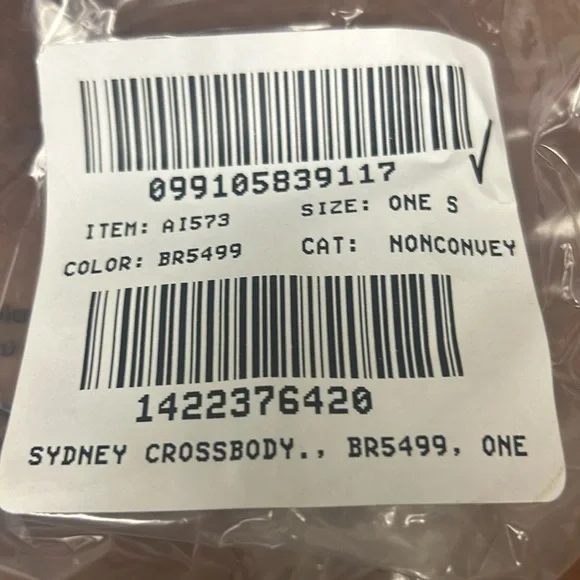 099105839117
ITEM: AI573 SIZE: ONE S
COLOR: BR5499 CAT: NONCONVEY
1422376420
SYDNEY CROSSBODY., BR5499, ONE